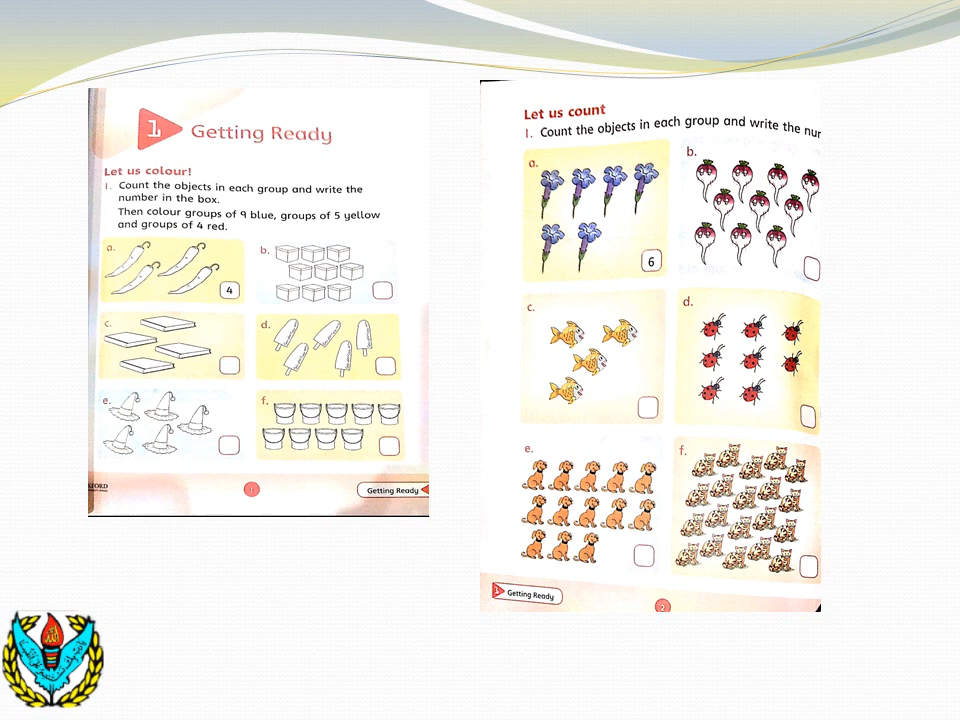 1
Getting Ready
Let us colour!
1. Count the objects in each group and write the
number in the box.
Then colour groups of 9 blue, groups of 5 yellow
and groups of 4 red.
a.
4
b.
c.
d.
e.
f.
1
Getting Ready
Let us count
1. Count the objects in each group and write the nu
a.
6
b.
c.
d.
e.
f.
1
Getting Ready
2